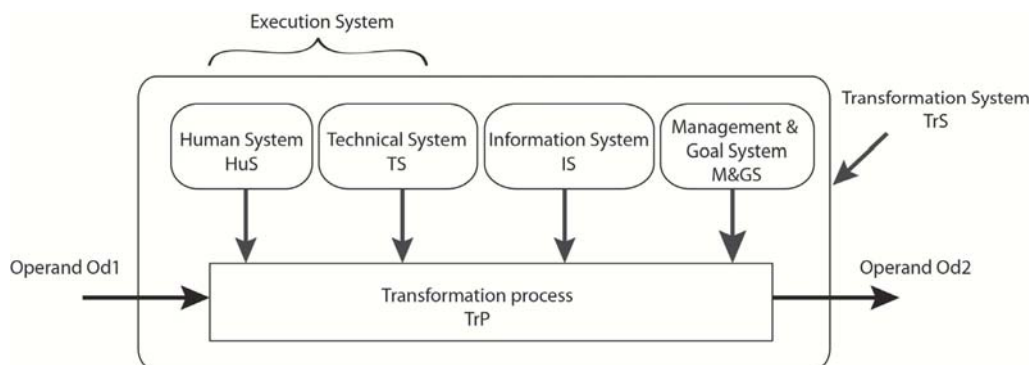 Execution System
Transformation System
TrS
Human System
HuS
Technical System
TS
Information System
IS
Management &
Goal System
M&GS
Operand Od1
Operand Od2
Transformation process
TrP